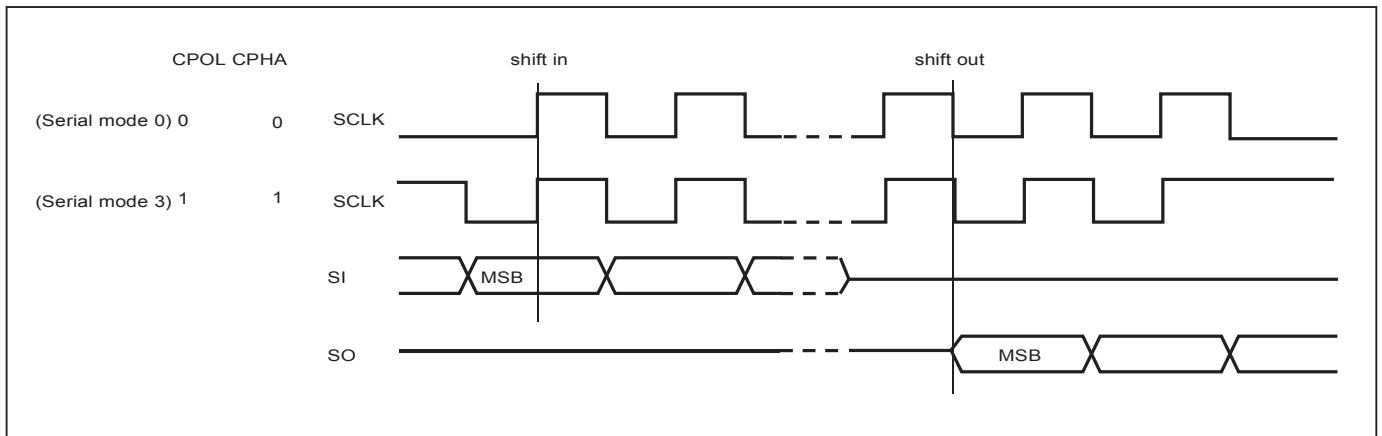 CPOL CPHA shift in shift out
(Serial mode 0) 0 0 SCLK
(Serial mode 3) 1 1 SCLK
SI MSB
SO MSB